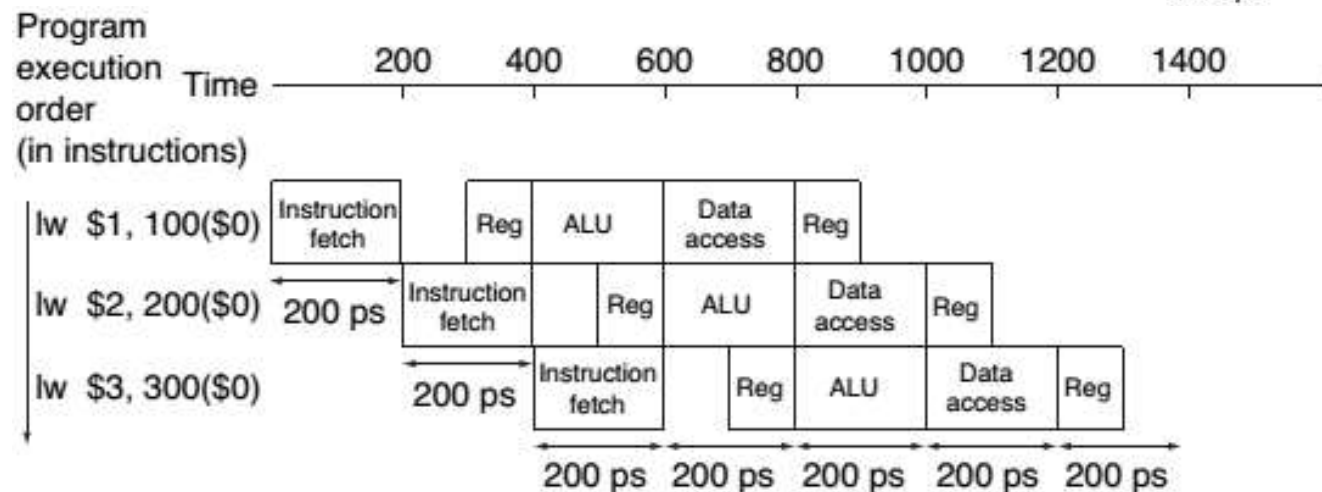 Program
execution
order
(in instructions)
Time
200 400 600 800 1000 1200 1400
lw $1, 100($0)
Instruction
fetch
Reg
ALU
Data
access
Reg
200 ps
lw $2, 200($0)
Instruction
fetch
Reg
ALU
Data
access
Reg
200 ps
lw $3, 300($0)
Instruction
fetch
Reg
ALU
Data
access
Reg
200 ps 200 ps 200 ps 200 ps 200 ps